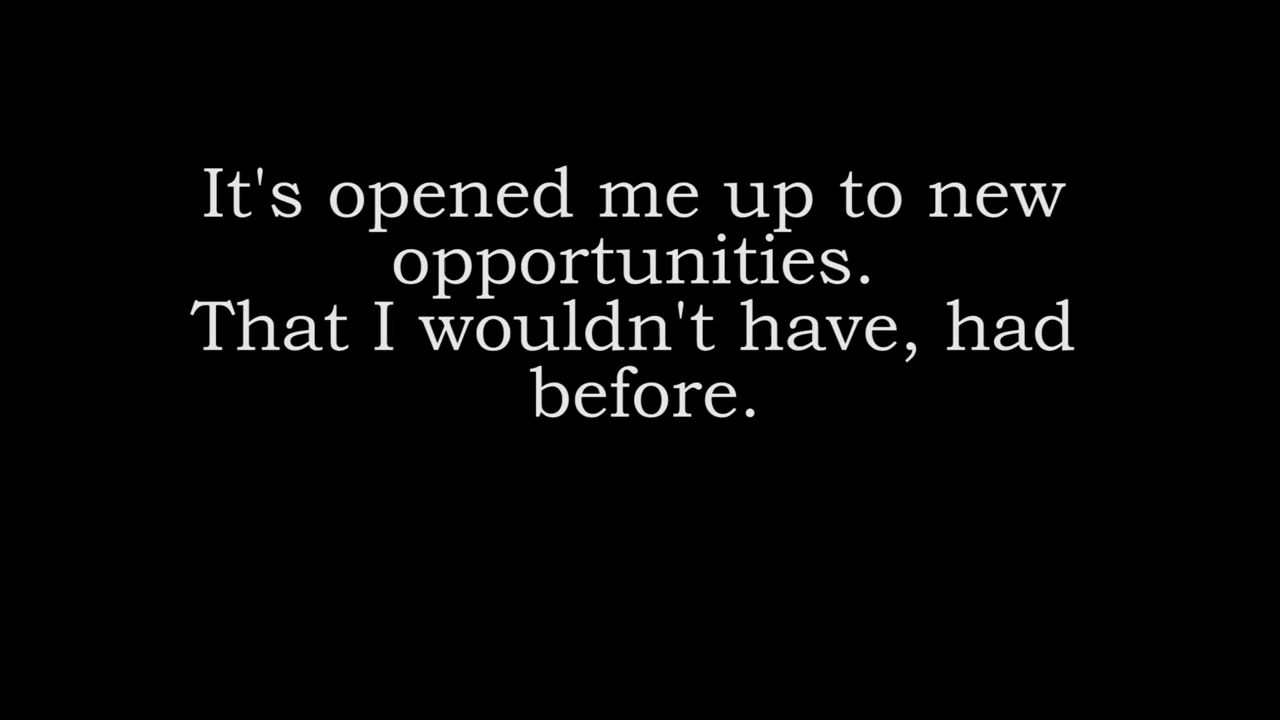 It's opened me up to new
opportunities.
That I wouldn't have, had
before.